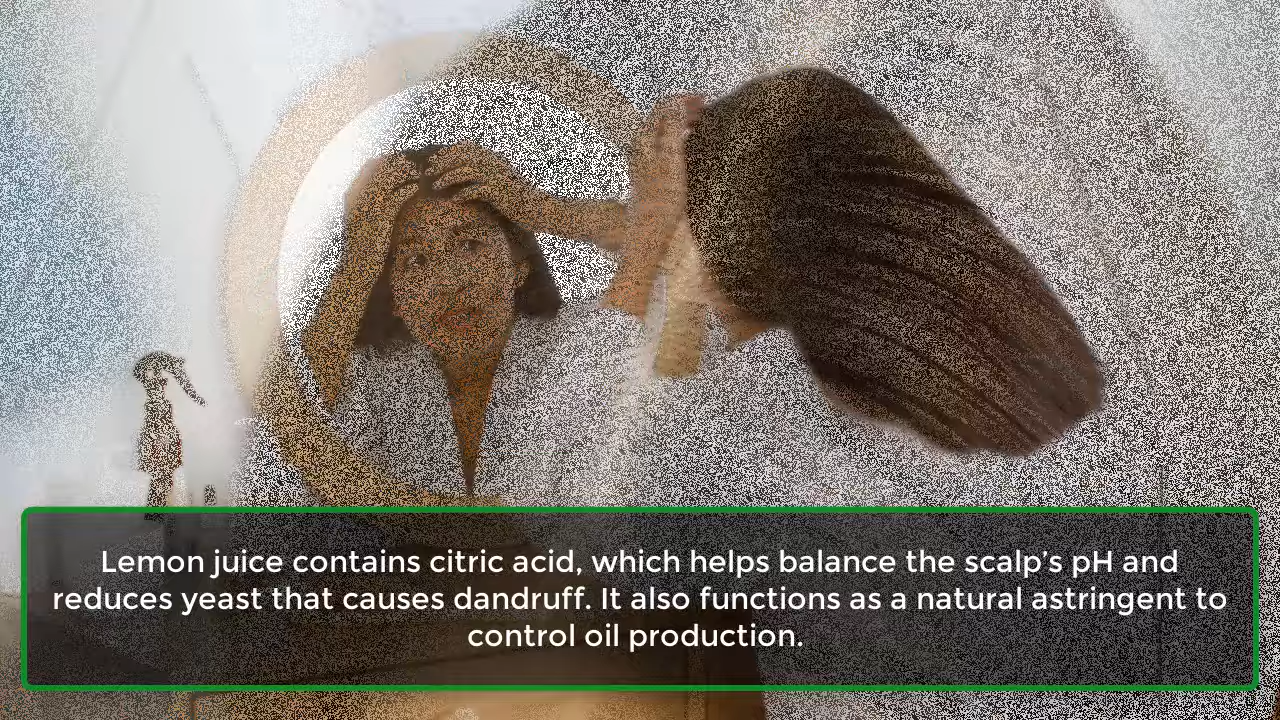 Lemon juice contains citric acid, which helps balance the scalp’s pH and
reduces yeast that causes dandruff. It also functions as a natural astringent to
control oil production.